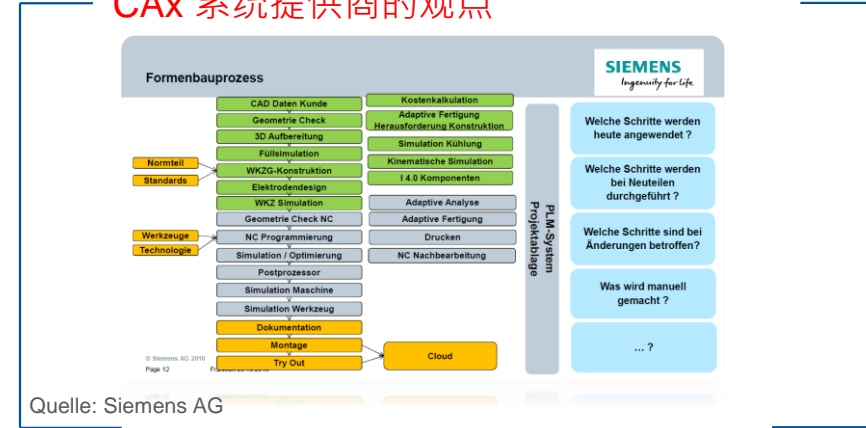 CAx 系统提供商的观点
Formenbauprozess
SIEMENS
Ingenuity for life
CAD Daten Kunde
Geometrie Check
3D Aufbereitung
Füllsimulation
WKZG-Konstruktion
Elektrodendesign
WKZ Simulation
Geometrie Check NC
NC Programmierung
Simulation / Optimierung
Postprozessor
Simulation Maschine
Simulation Werkzeug
Dokumentation
Montage
Try Out
Normteil
Standards
Werkzeuge
Technologie
Kostenkalkulation
Adaptive Fertigung
Herausforderung Konstruktion
Simulation Kühlung
Kinematische Simulation
I 4.0 Komponenten
Adaptive Analyse
Adaptive Fertigung
Drucken
NC Nachbearbeitung
Cloud
PLM-System
Projektablage
Welche Schritte werden
heute angewendet ?
Welche Schritte werden
bei Neuteilen
durchgeführt ?
Welche Schritte sind bei
Änderungen betroffen?
Was wird manuell
gemacht ?
... ?
© Siemens AG 2018
Page 12
Quelle: Siemens AG